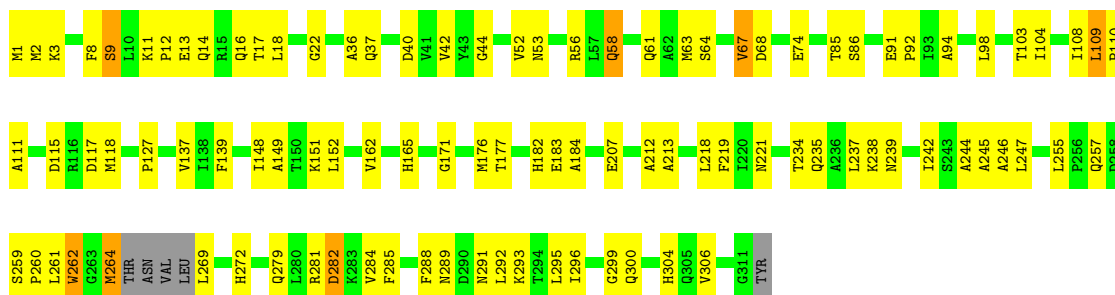 M1 M2 K3 F8 S9 L10 K11 P12 E13 Q14 R15 Q16 T17 L18 G22 A36 Q37 D40 V41 V42 Y43 G44 V52 N53 R56 L57 Q58 Q61 A62 M63 S64 V67 D68 E74 T85 S86 E91 P92 I93 A94 L98 T103 I104 I108 L109
A111 D115 R116 D117 M118 P127 V137 I138 F139 I148 A149 T150 K151 L152 V162 H165 G171 M176 T177 H182 E183 A184 E207 A212 A213 L218 F219 I220 N221 T234 Q235 A236 L237 K238 N239 I242 S243 A244 A245 A246 L247 L255 P256 Q257
S259 P260 L261 W262 G263 M264 THR ASN VAL LEU L269 H272 Q279 L280 R281 D282 K283 V284 F285 F288 N289 D290 N291 L292 K293 T294 L295 I296 G299 Q300 H304 Q305 V306 G311 TYR